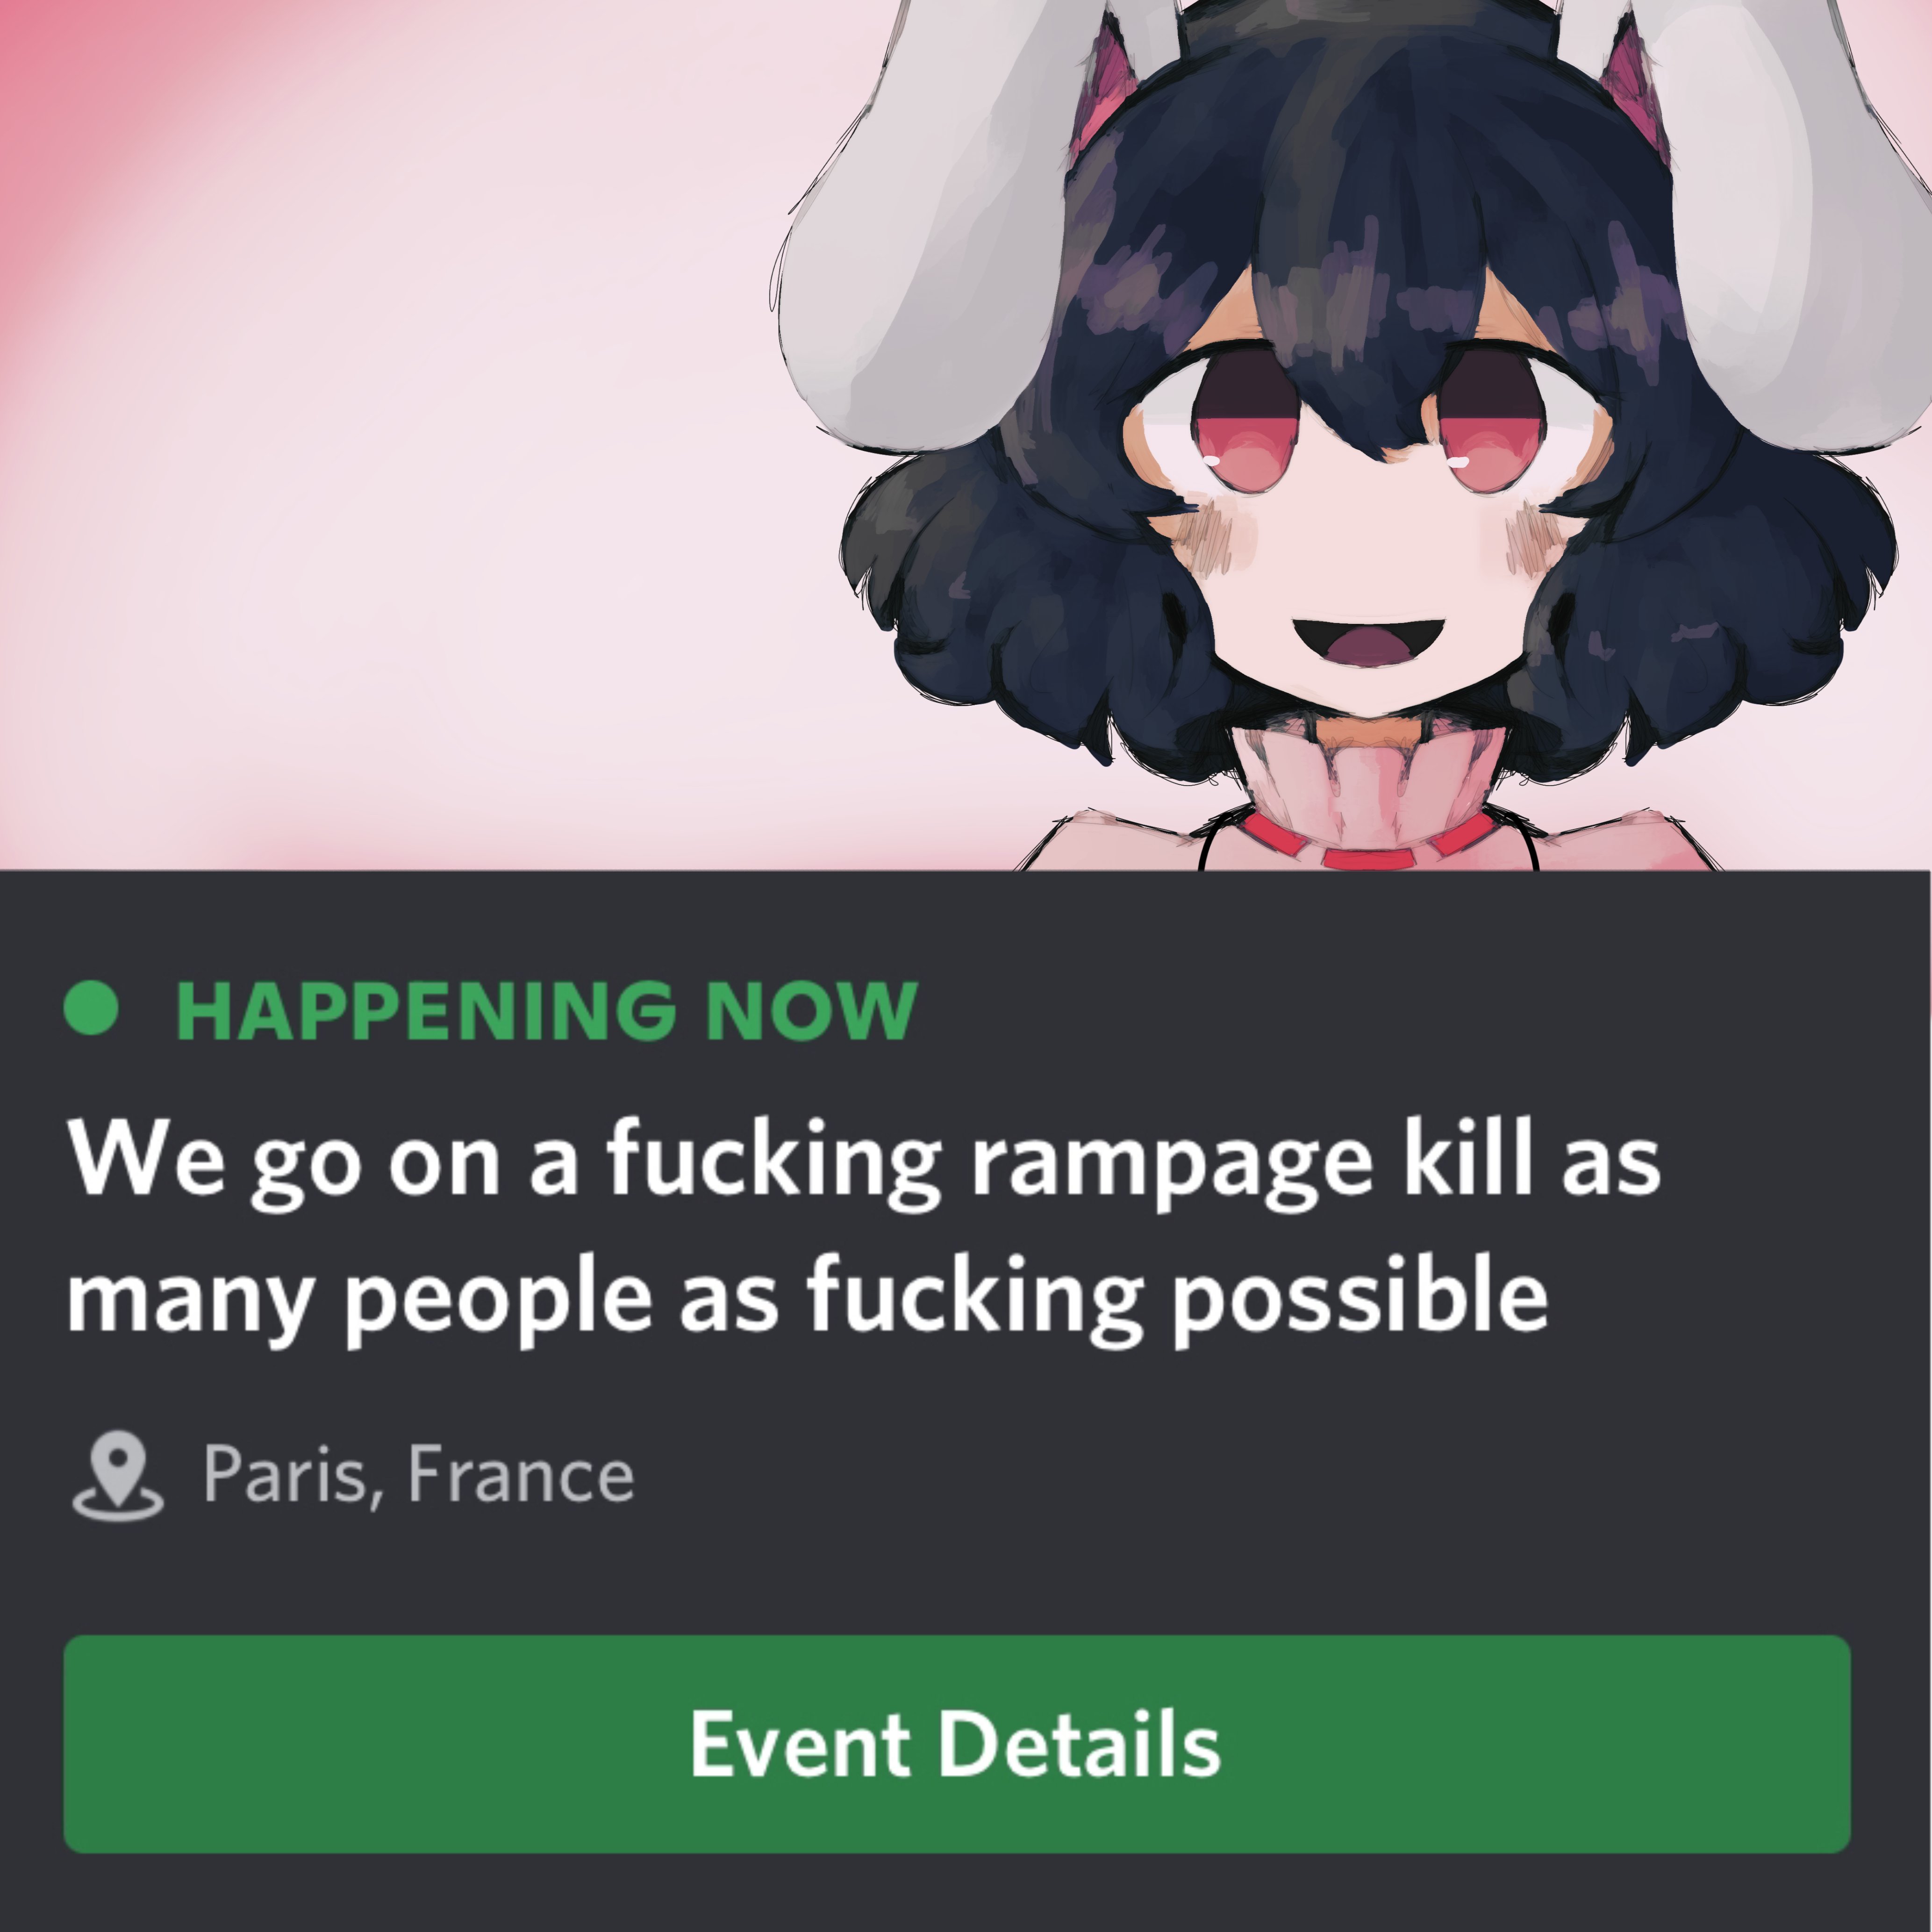 HAPPENING NOW
We go on a fucking rampage kill as
many people as fucking possible
Paris, France
Event Details